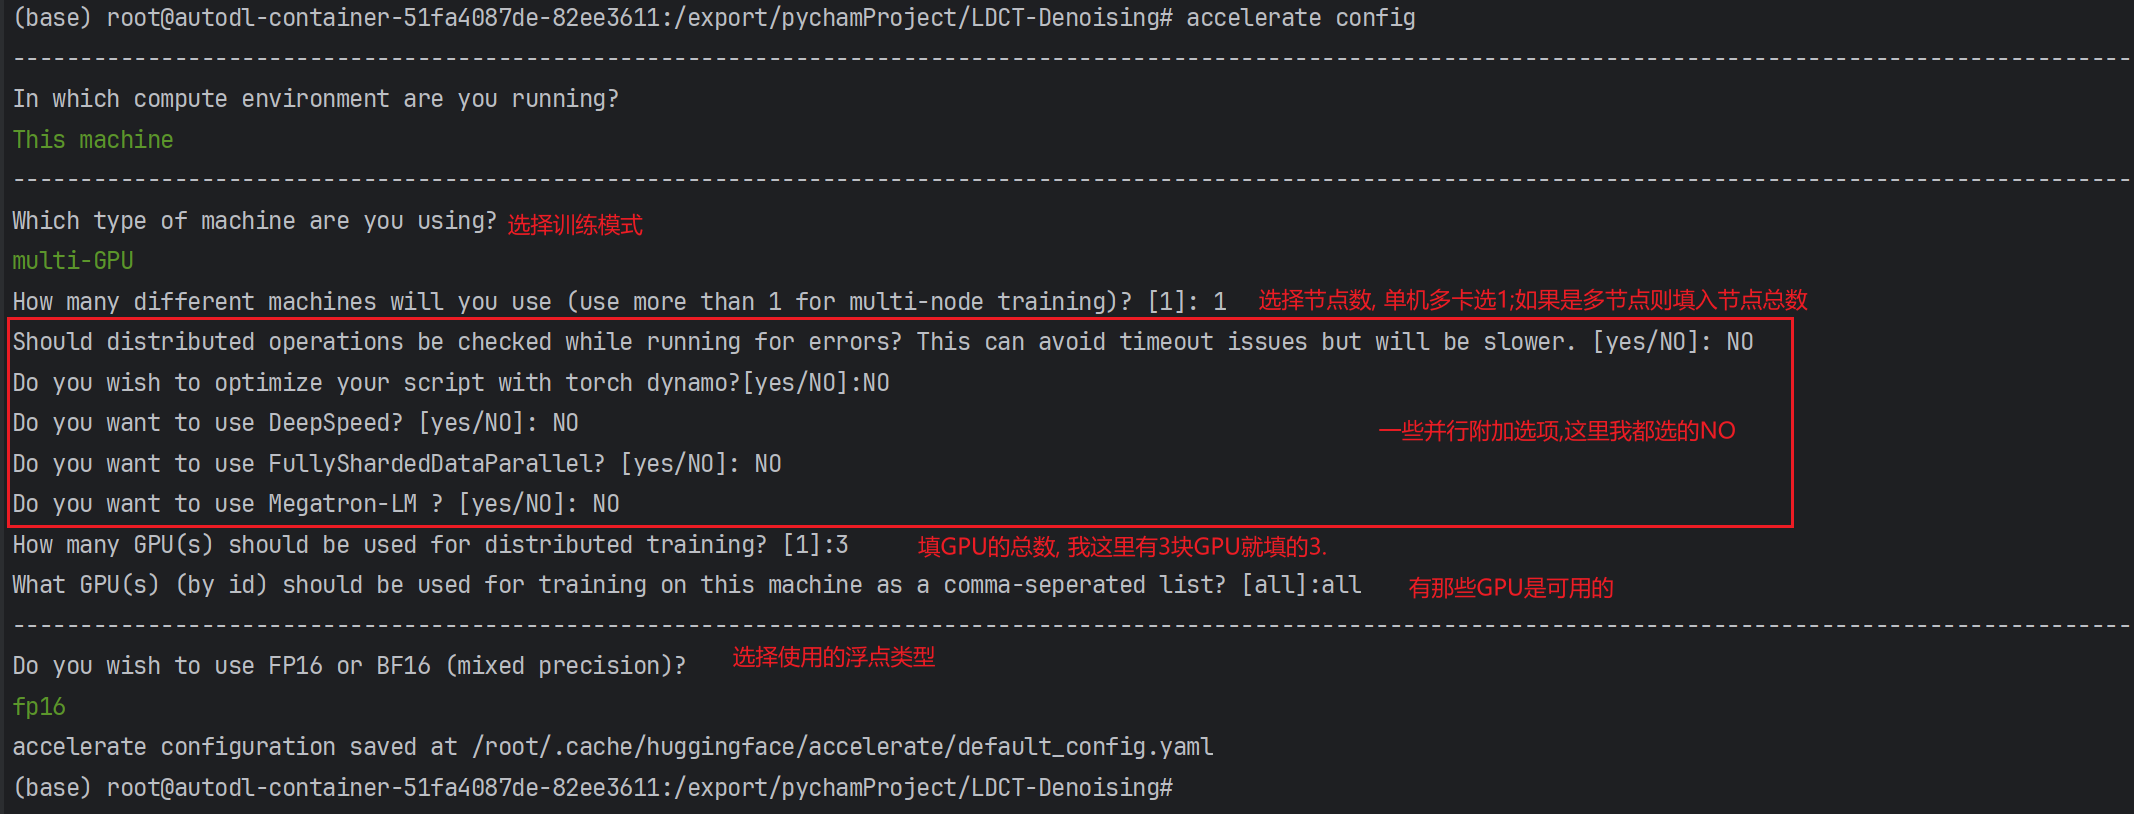 (base) root@autodl-container-51fa4087de-82ee3611:/export/pychamProject/LDCT-Denoising# accelerate config
--------------------------------------------------------------------------------
In which compute environment are you running?
This machine
--------------------------------------------------------------------------------
Which type of machine are you using? 选择训练模式
multi-GPU
How many different machines will you use (use more than 1 for multi-node training)? [1]: 1 选择节点数, 单机多卡选1;如果是多节点则填入节点总数
Should distributed operations be checked while running for errors? This can avoid timeout issues but will be slower. [yes/NO]: NO
Do you wish to optimize your script with torch dynamo?[yes/NO]:NO
Do you want to use DeepSpeed? [yes/NO]: NO
一些并行附加选项,这里我都选的NO
Do you want to use FullyShardedDataParallel? [yes/NO]: NO
Do you want to use Megatron-LM ? [yes/NO]: NO
How many GPU(s) should be used for distributed training? [1]:3 填GPU的总数, 我这里有3块GPU就填的3.
What GPU(s) (by id) should be used for training on this machine as a comma-seperated list? [all]:all 有那些GPU是可用的
--------------------------------------------------------------------------------
Do you wish to use FP16 or BF16 (mixed precision)? 选择使用的浮点类型
fp16
accelerate configuration saved at /root/.cache/huggingface/accelerate/default_config.yaml
(base) root@autodl-container-51fa4087de-82ee3611:/export/pychamProject/LDCT-Denoising#